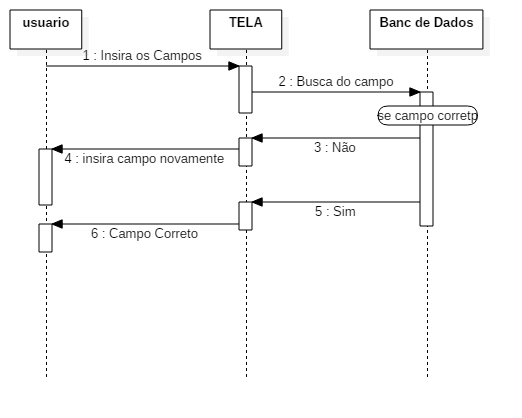 usuario
TELA
Banc de Dados
1 : Insira os Campos
2 : Busca do campo
se campo corretp
3 : Não
4 : insira campo novamente
5 : Sim
6 : Campo Correto